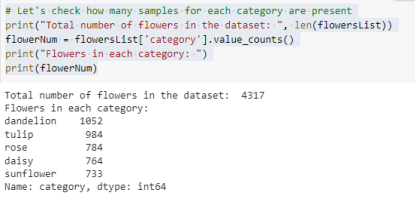 # Let's check how many samples for each category are present
print("Total number of flowers in the dataset: ", len(flowersList))
flowerNum = flowersList['category'].value_counts()
print("Flowers in each category: ")
print(flowerNum)
Total number of flowers in the dataset:  4317
Flowers in each category:
dandelion    1052
tulip         984
rose          784
daisy         764
sunflower     733
Name: category, dtype: int64